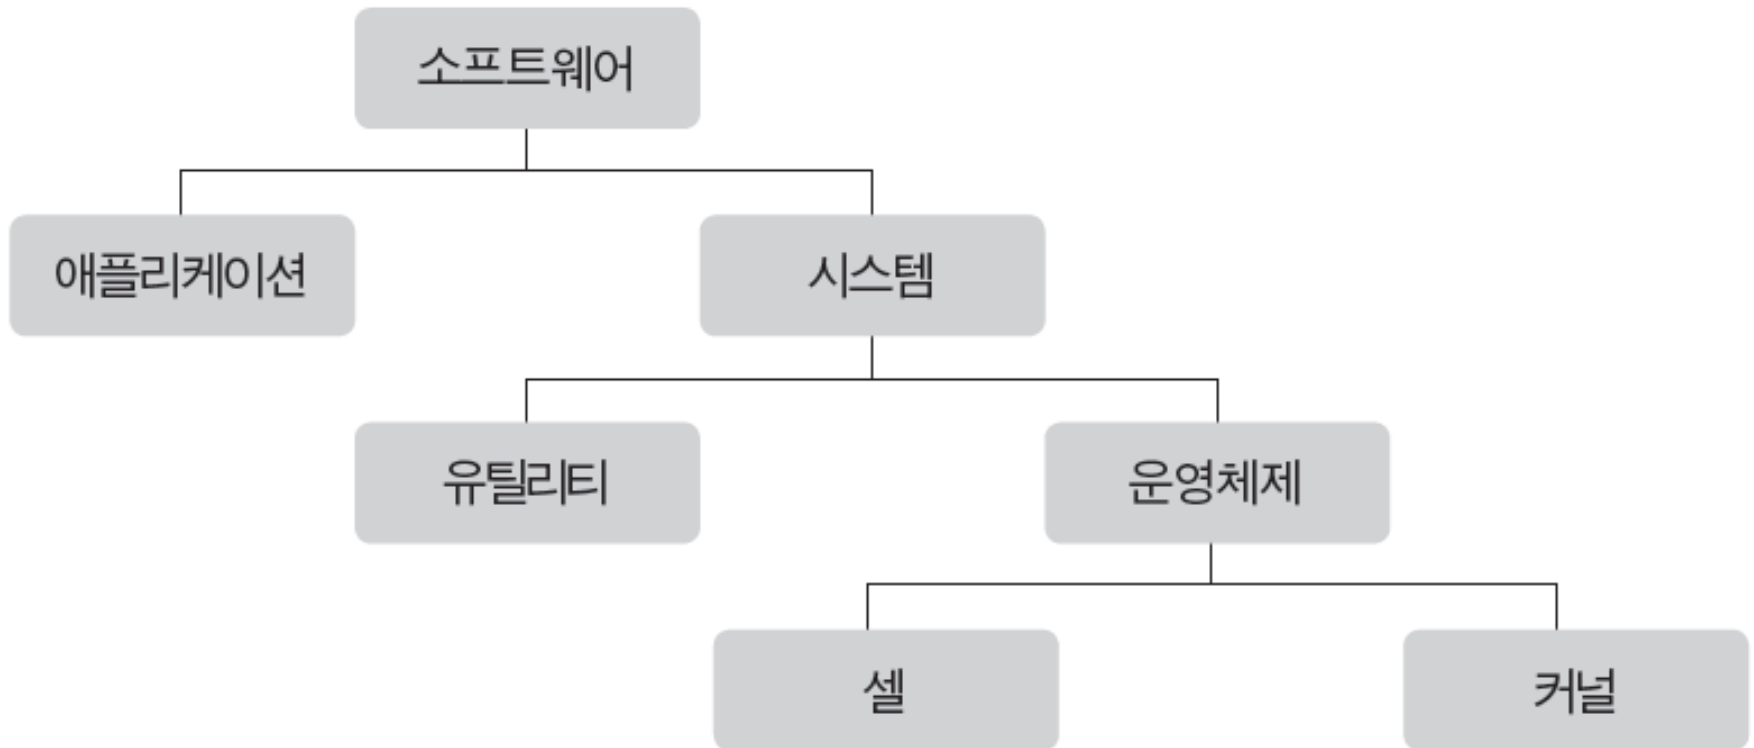 소프트웨어
애플리케이션
시스템
유틸리티
운영체제
셀
커널